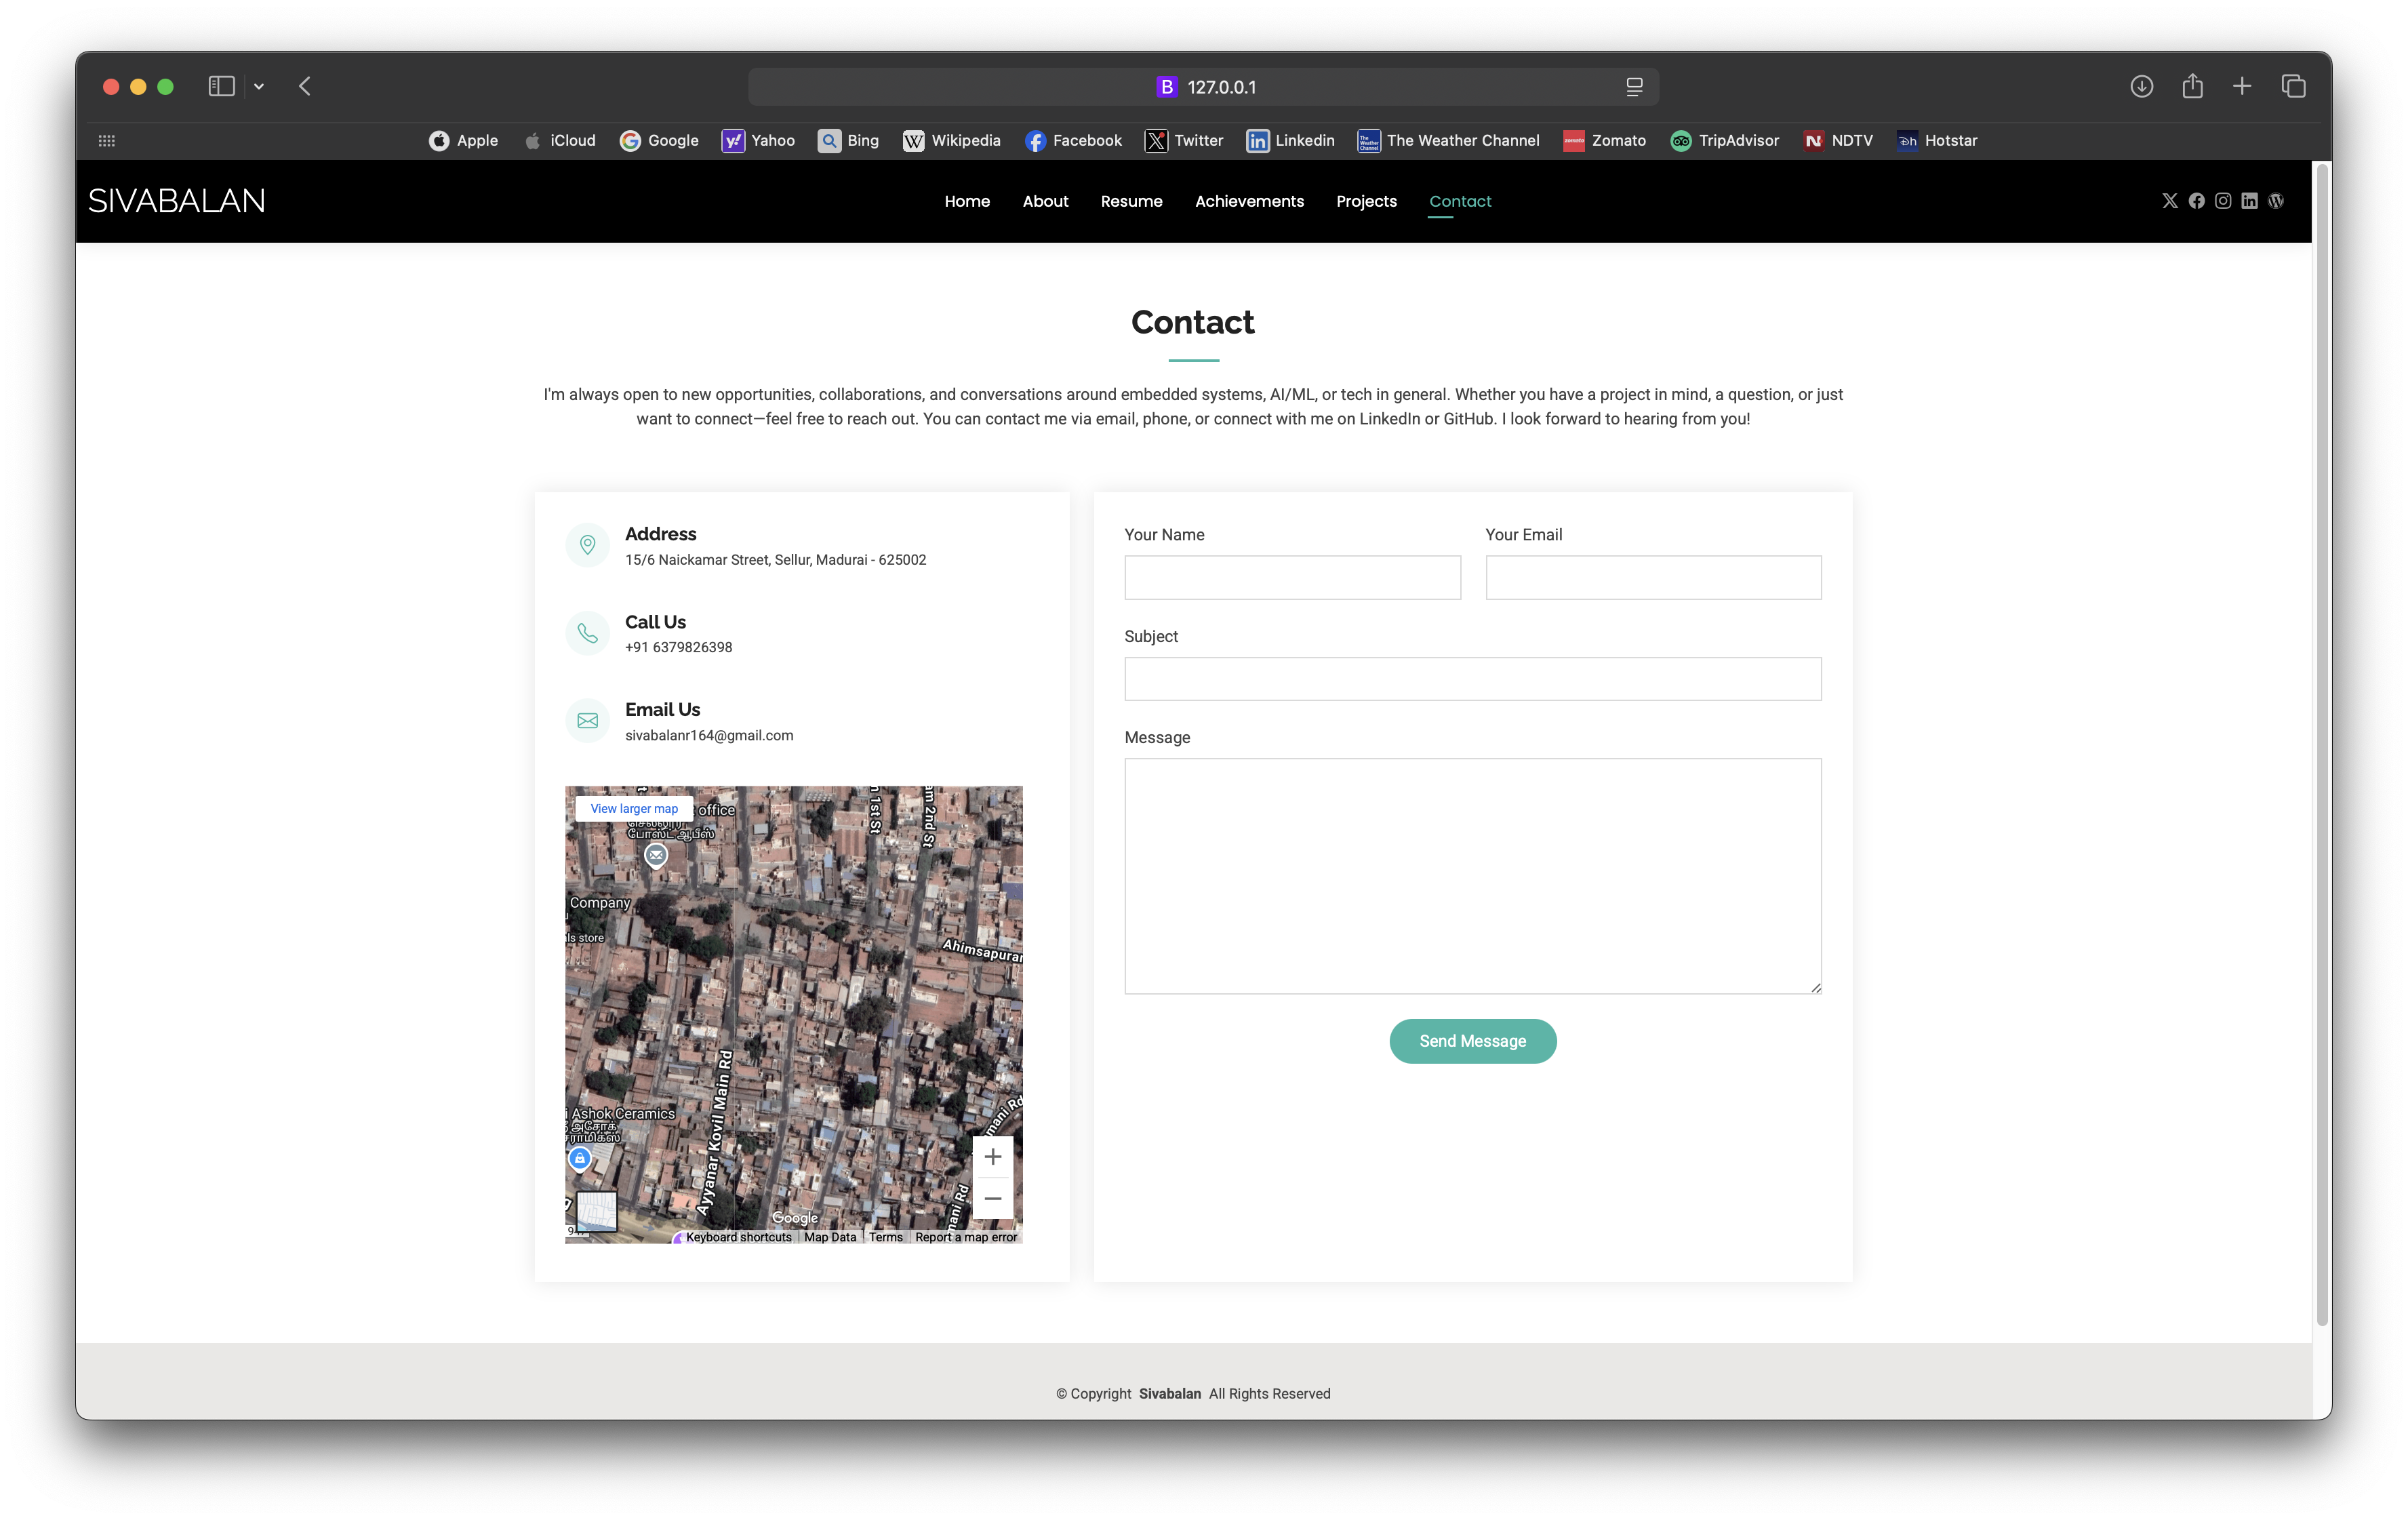 127.0.0.1
Apple iCloud Google Yahoo Bing Wikipedia Facebook Twitter Linkedin The Weather Channel Zomato TripAdvisor NDTV Hotstar
SIVABALAN
Home About Resume Achievements Projects Contact
Contact
I'm always open to new opportunities, collaborations, and conversations around embedded systems, AI/ML, or tech in general. Whether you have a project in mind, a question, or just
want to connect—feel free to reach out. You can contact me via email, phone, or connect with me on LinkedIn or GitHub. I look forward to hearing from you!
Address
15/6 Naickamar Street, Sellur, Madurai - 625002
Call Us
+91 6379826398
Email Us
sivabalanr164@gmail.com
View larger map
office
போஸ்ட் ஆபீஸ்
1st St
2nd St
Company
ls store
Ahimsapuram
Ayyanar Kovil Main Rd
Ashok Ceramics
அசோக்
mani Rd
mani Rd
Google
Keyboard shortcuts Map Data Terms Report a map error
Your Name
Your Email
Subject
Message
Send Message
© Copyright Sivabalan All Rights Reserved